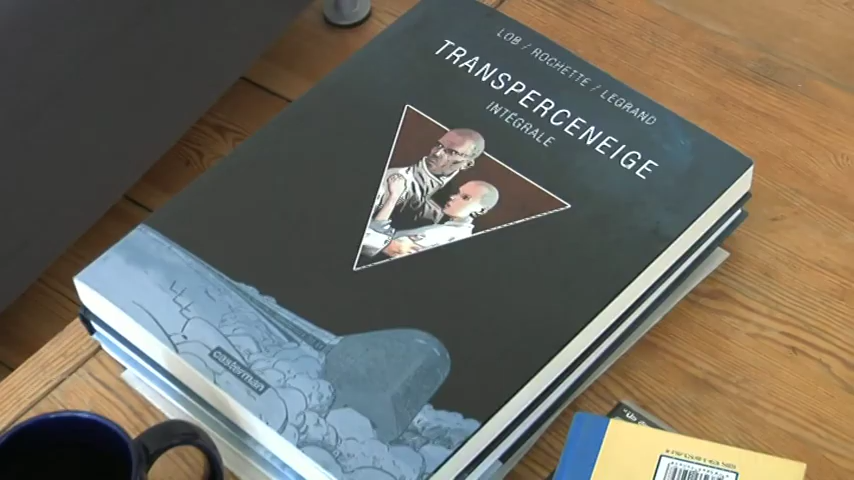 LOB / ROCHETTE / LEGRAND
TRANSPERCENEIGE
INTÉGRALE
casterman